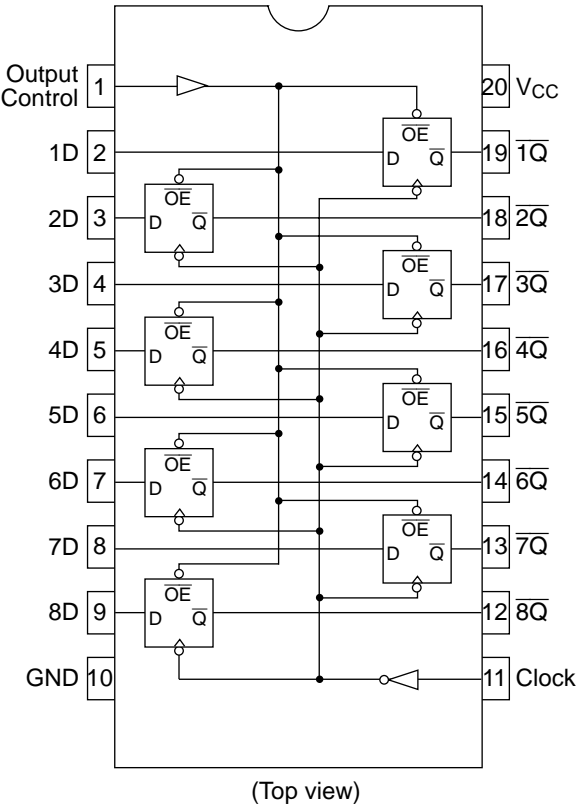 Output
Control 1
20 VCC
OE
1D 2
D Q̅
19 1Q̅
OE
2D 3
D Q̅
18 2Q̅
OE
3D 4
D Q̅
17 3Q̅
OE
4D 5
D Q̅
16 4Q̅
OE
5D 6
D Q̅
15 5Q̅
OE
6D 7
D Q̅
14 6Q̅
OE
7D 8
D Q̅
13 7Q̅
OE
8D 9
D Q̅
12 8Q̅
GND 10
11 Clock
(Top view)